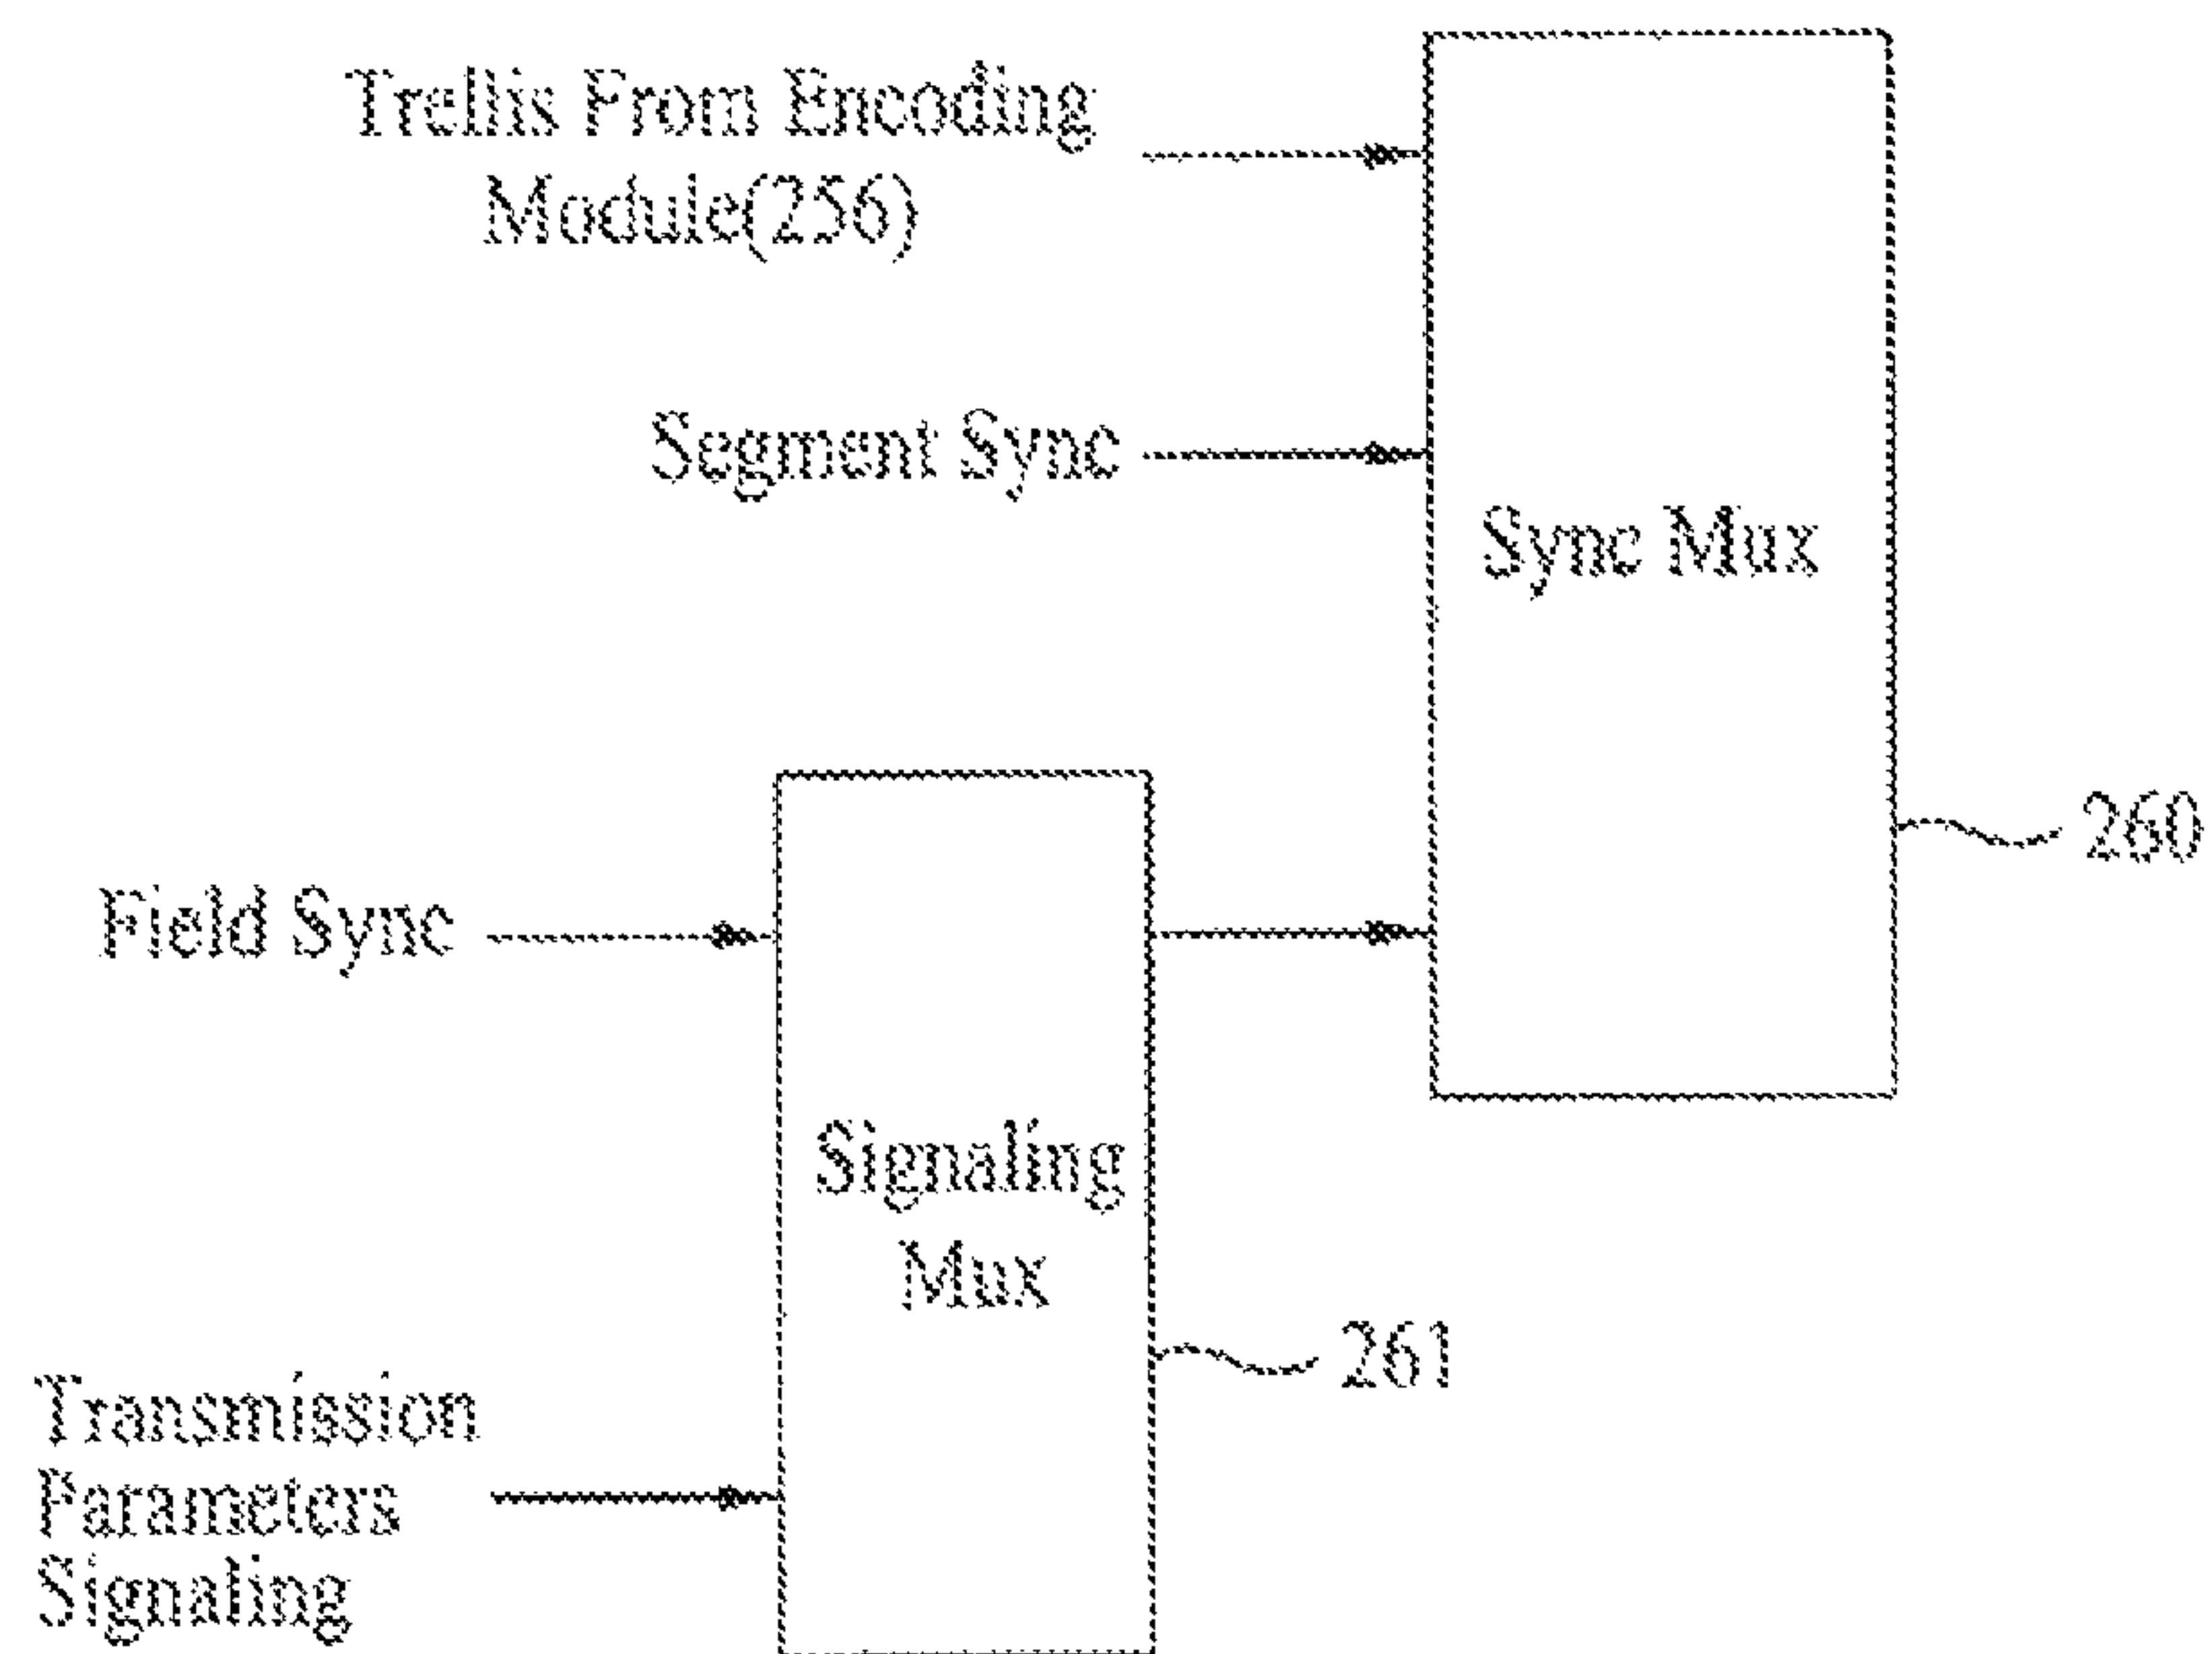 Trellis From Encoding
Module(256)
Segment Sync
Sync Mux
260
Field Sync
Signaling
Mux
261
Transmission
Parameters
Signaling